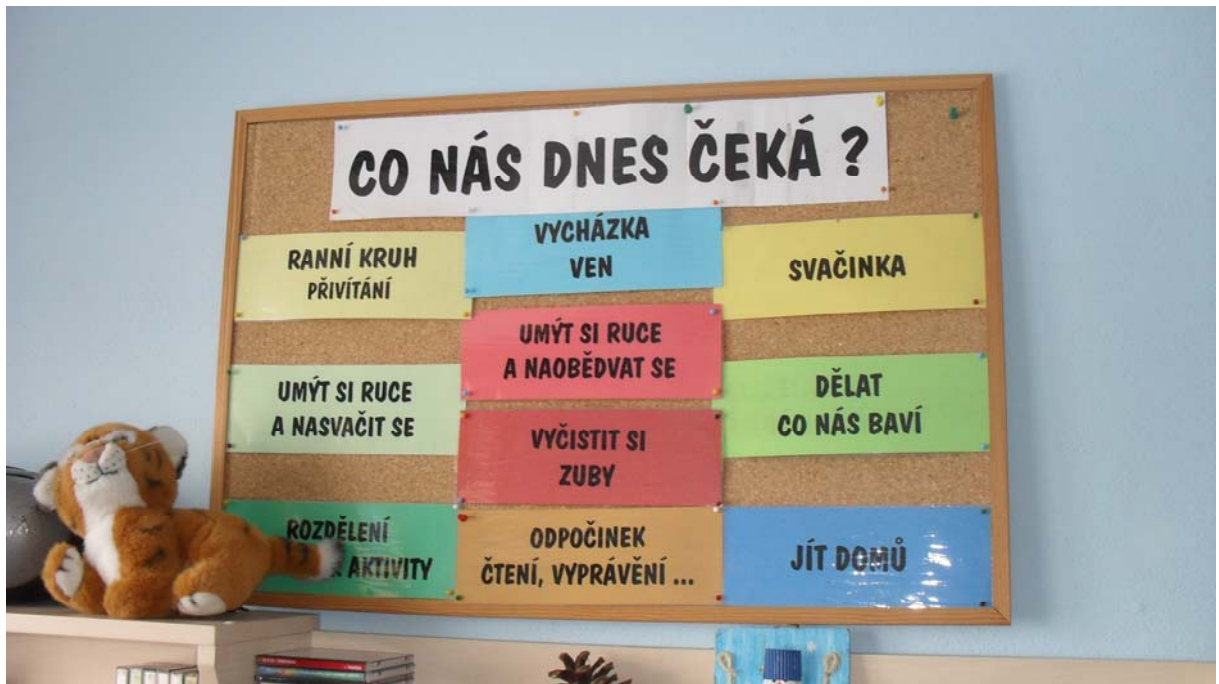 CO NÁS DNES ČEKÁ ?
RANNÍ KRUH
PŘIVÍTÁNÍ
UMÝT SI RUCE
A NASVAČIT SE
ROZDĚLENÍ
AKTIVITY
VYCHÁZKA
VEN
UMÝT SI RUCE
A NAOBĚDVAT SE
VYČISTIT SI
ZUBY
ODPOČINEK
ČTENÍ, VYPRÁVĚNÍ ...
SVAČINKA
DĚLAT
CO NÁS BAVÍ
JÍT DOMŮ